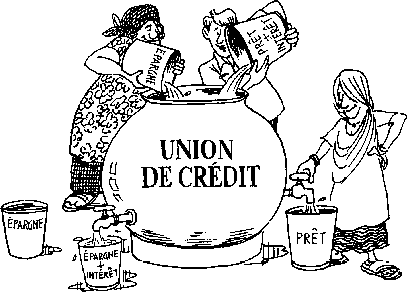 ÉPARGNE
PRÊT
+
INTÉRÊT
UNION
DE CRÉDIT
ÉPARGNE
ÉPARGNE
+
INTÉRÊT
PRÊT